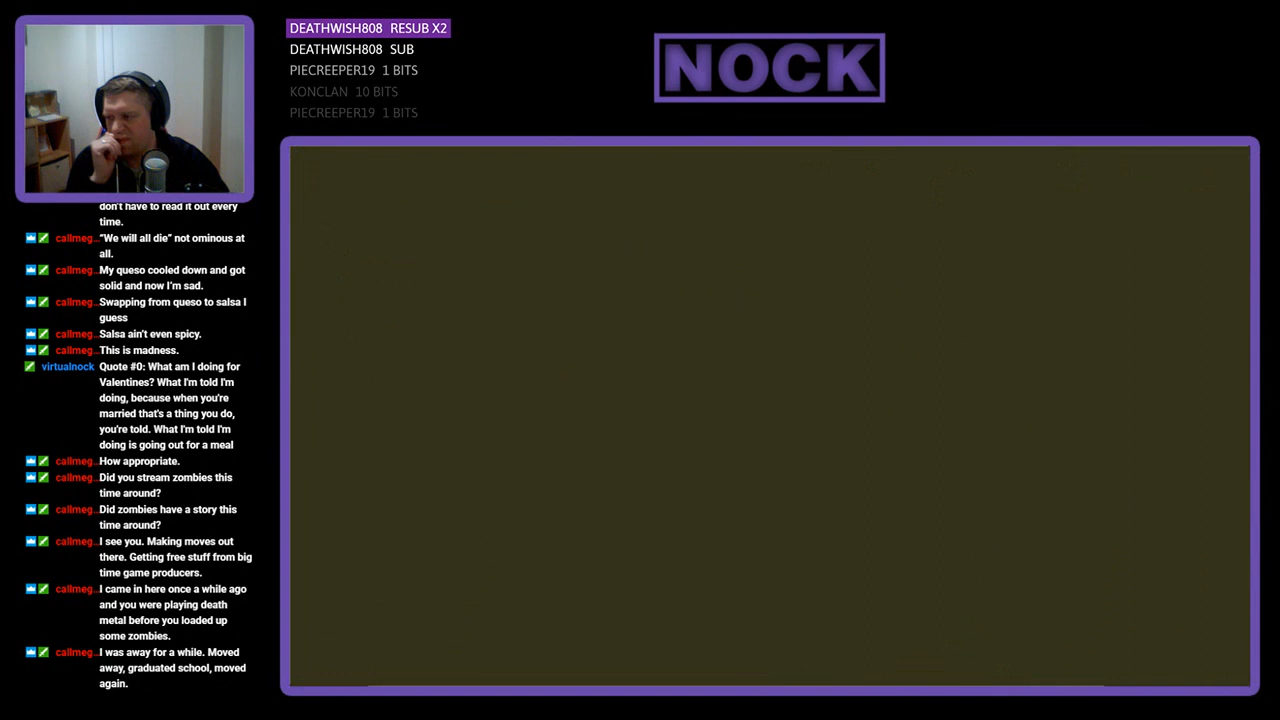 DEATHWISH808 RESUB X2
DEATHWISH808 SUB
PIECREEPER19 1 BITS
KONCLAN 10 BITS
PIECREEPER19 1 BITS
NOCK
don't have to read it out every
time.
callmeg... “We will all die” not ominous at
all.
callmeg... My queso cooled down and got
solid and now I'm sad.
callmeg... Swapping from queso to salsa I
guess
callmeg... Salsa ain't even spicy.
callmeg... This is madness.
virtualnock Quote #0: What am I doing for
Valentines? What I'm told I'm
doing, because when you're
married that's a thing you do,
you're told. What I'm told I'm
doing is going out for a meal
callmeg... How appropriate.
callmeg... Did you stream zombies this
time around?
callmeg... Did zombies have a story this
time around?
callmeg... I see you. Making moves out
there. Getting free stuff from big
time game producers.
callmeg... I came in here once a while ago
and you were playing death
metal before you loaded up
some zombies.
callmeg... I was away for a while. Moved
away, graduated school, moved
again.